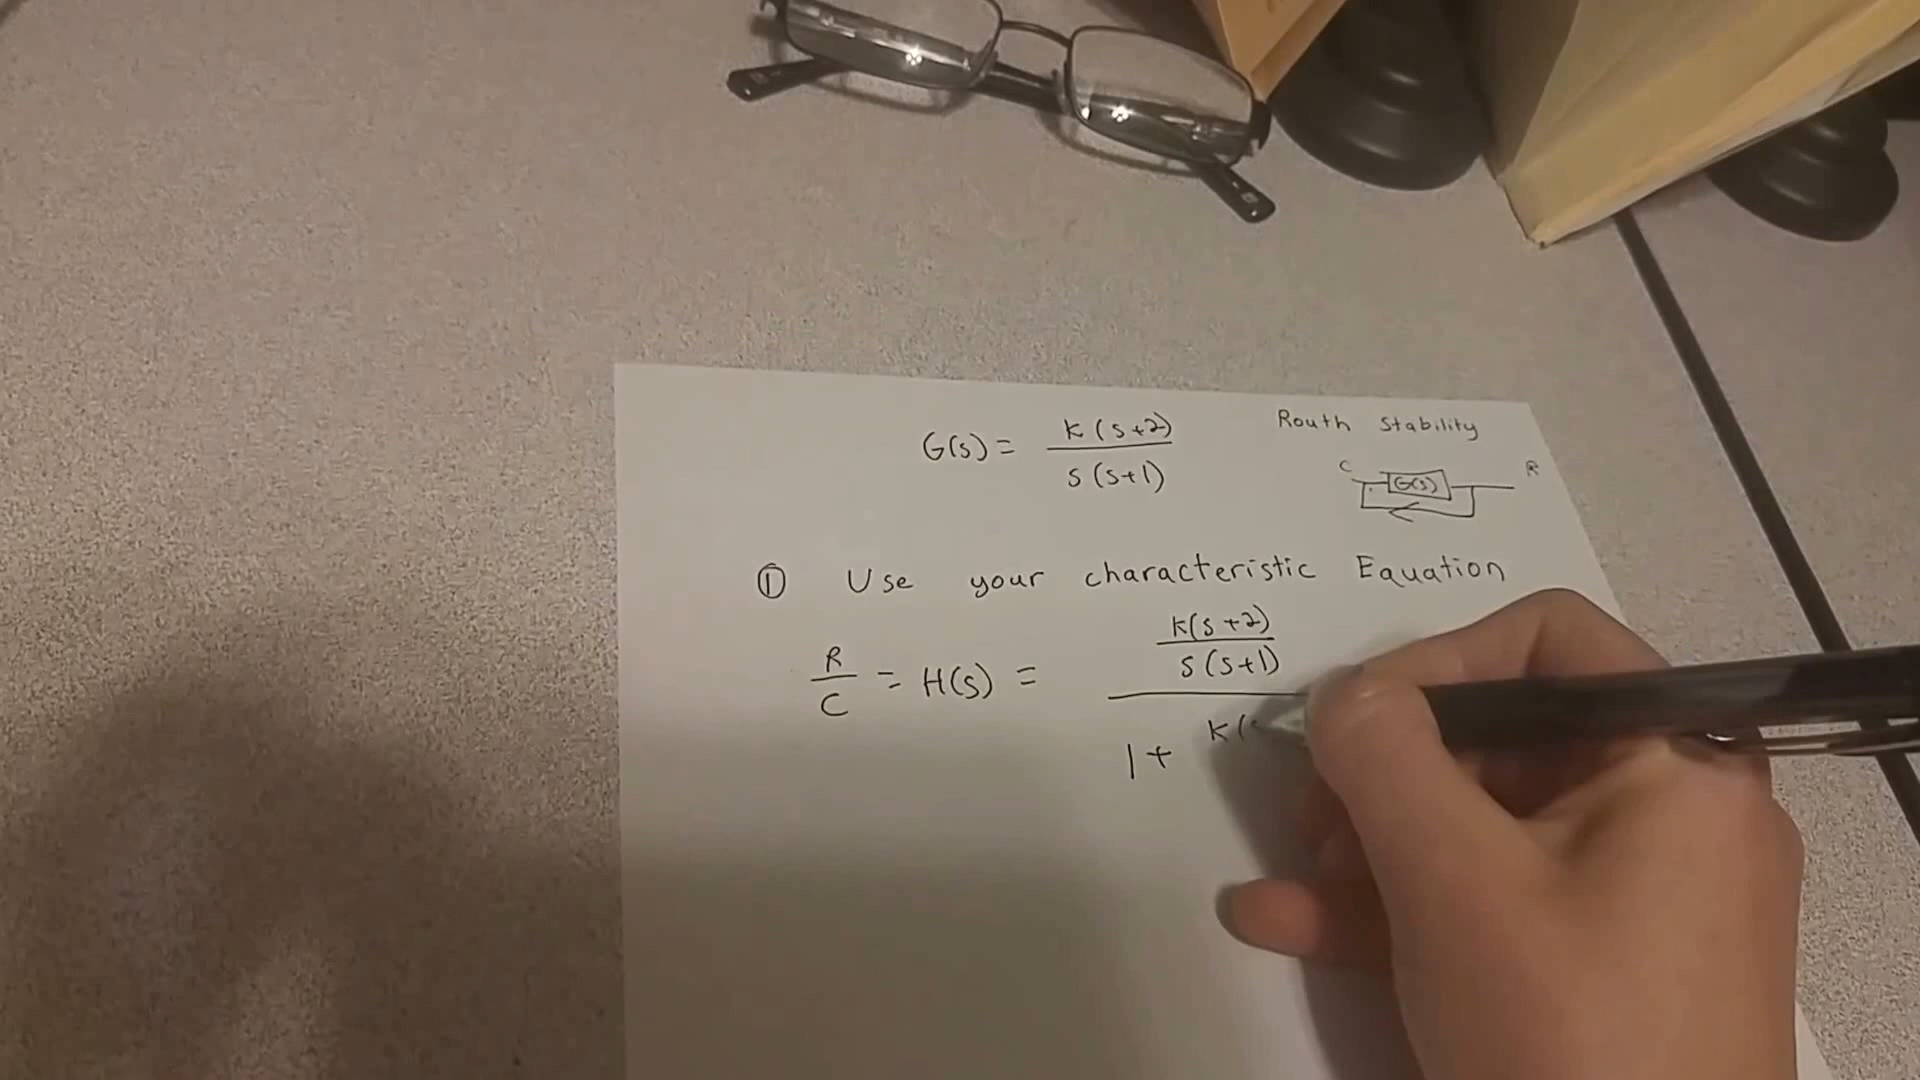 G(s) = K(s+2) / s(s+1)
Routh Stability
C G(s) R
① Use your characteristic Equation
R/C = H(s) = K(s+2) / s(s+1)
1 + K(